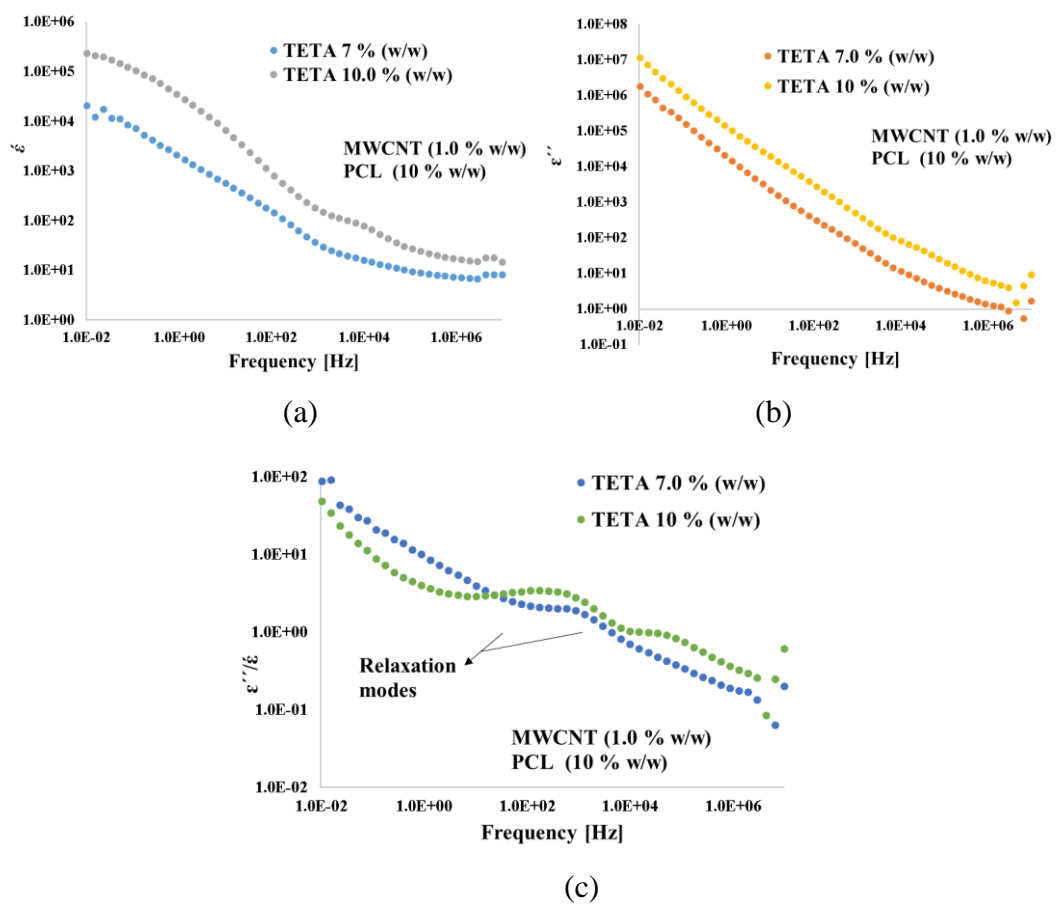 1.0E+06
1.0E+05
1.0E+04
1.0E+03
1.0E+02
1.0E+01
1.0E+00
έ
TETA 7 % (w/w)
TETA 10.0 % (w/w)
MWCNT (1.0 % w/w)
PCL (10 % w/w)
1.0E-02 1.0E+00 1.0E+02 1.0E+04 1.0E+06
Frequency [Hz]
(a)
1.0E+08
1.0E+07
1.0E+06
1.0E+05
1.0E+04
1.0E+03
1.0E+02
1.0E+01
1.0E+00
1.0E-01
ε´´
TETA 7.0 % (w/w)
TETA 10 % (w/w)
MWCNT (1.0 % w/w)
PCL (10 % w/w)
1.0E-02 1.0E+00 1.0E+02 1.0E+04 1.0E+06
Frequency [Hz]
(b)
1.0E+02
1.0E+01
1.0E+00
1.0E-01
1.0E-02
ε´´/έ
TETA 7.0 % (w/w)
TETA 10 % (w/w)
Relaxation
modes
MWCNT (1.0 % w/w)
PCL (10 % w/w)
1.0E-02 1.0E+00 1.0E+02 1.0E+04 1.0E+06
Frequency [Hz]
(c)